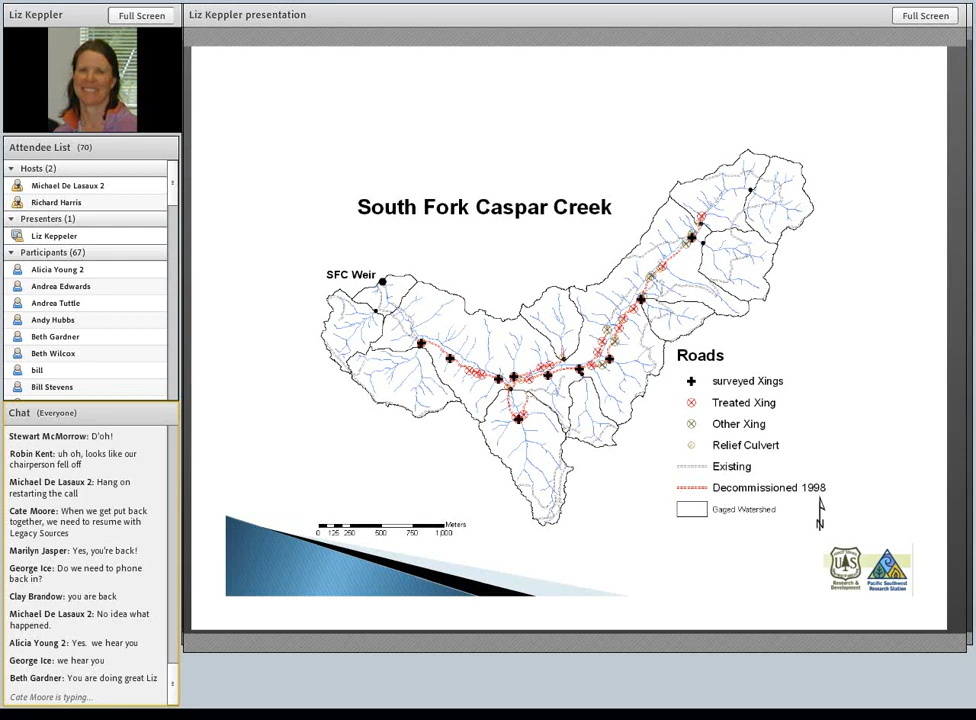 Liz Keppler
Full Screen
Liz Keppler presentation
Full Screen
Attendee List (70)
Hosts (2)
Michael De Lasaux 2
Richard Harris
Presenters (1)
Liz Keppeler
Participants (67)
Alicia Young 2
Andrea Edwards
Andrea Tuttle
Andy Hubbs
Beth Gardner
Beth Wilcox
bill
Bill Stevens
Chat (Everyone)
Stewart McMorrow: D'oh!
Robin Kent: uh oh, looks like our
chairperson fell off
Michael De Lasaux 2: Hang on
restarting the call
Cate Moore: When we get put back
together, we need to resume with
Legacy Sources
Marilyn Jasper: Yes, you're back!
George Ice: Do we need to phone
back in?
Clay Brandow: you are back
Michael De Lasaux 2: No idea what
happened.
Alicia Young 2: Yes. we hear you
George Ice: we hear you
Beth Gardner: You are doing great Liz
Cate Moore is typing...
South Fork Caspar Creek
SFC Weir
Roads
surveyed Xings
Treated Xing
Other Xing
Relief Culvert
Existing
Decommissioned 1998
Gaged Watershed
N
Meters
0 125 250 500 750 1,000
UAS
Research &
Development
Pacific Southwest
Research Station